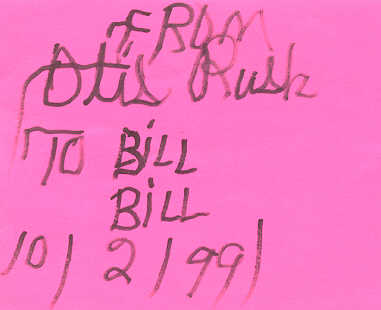 FROM
Otis Rush
TO BiLL
BiLL
10/2/99/